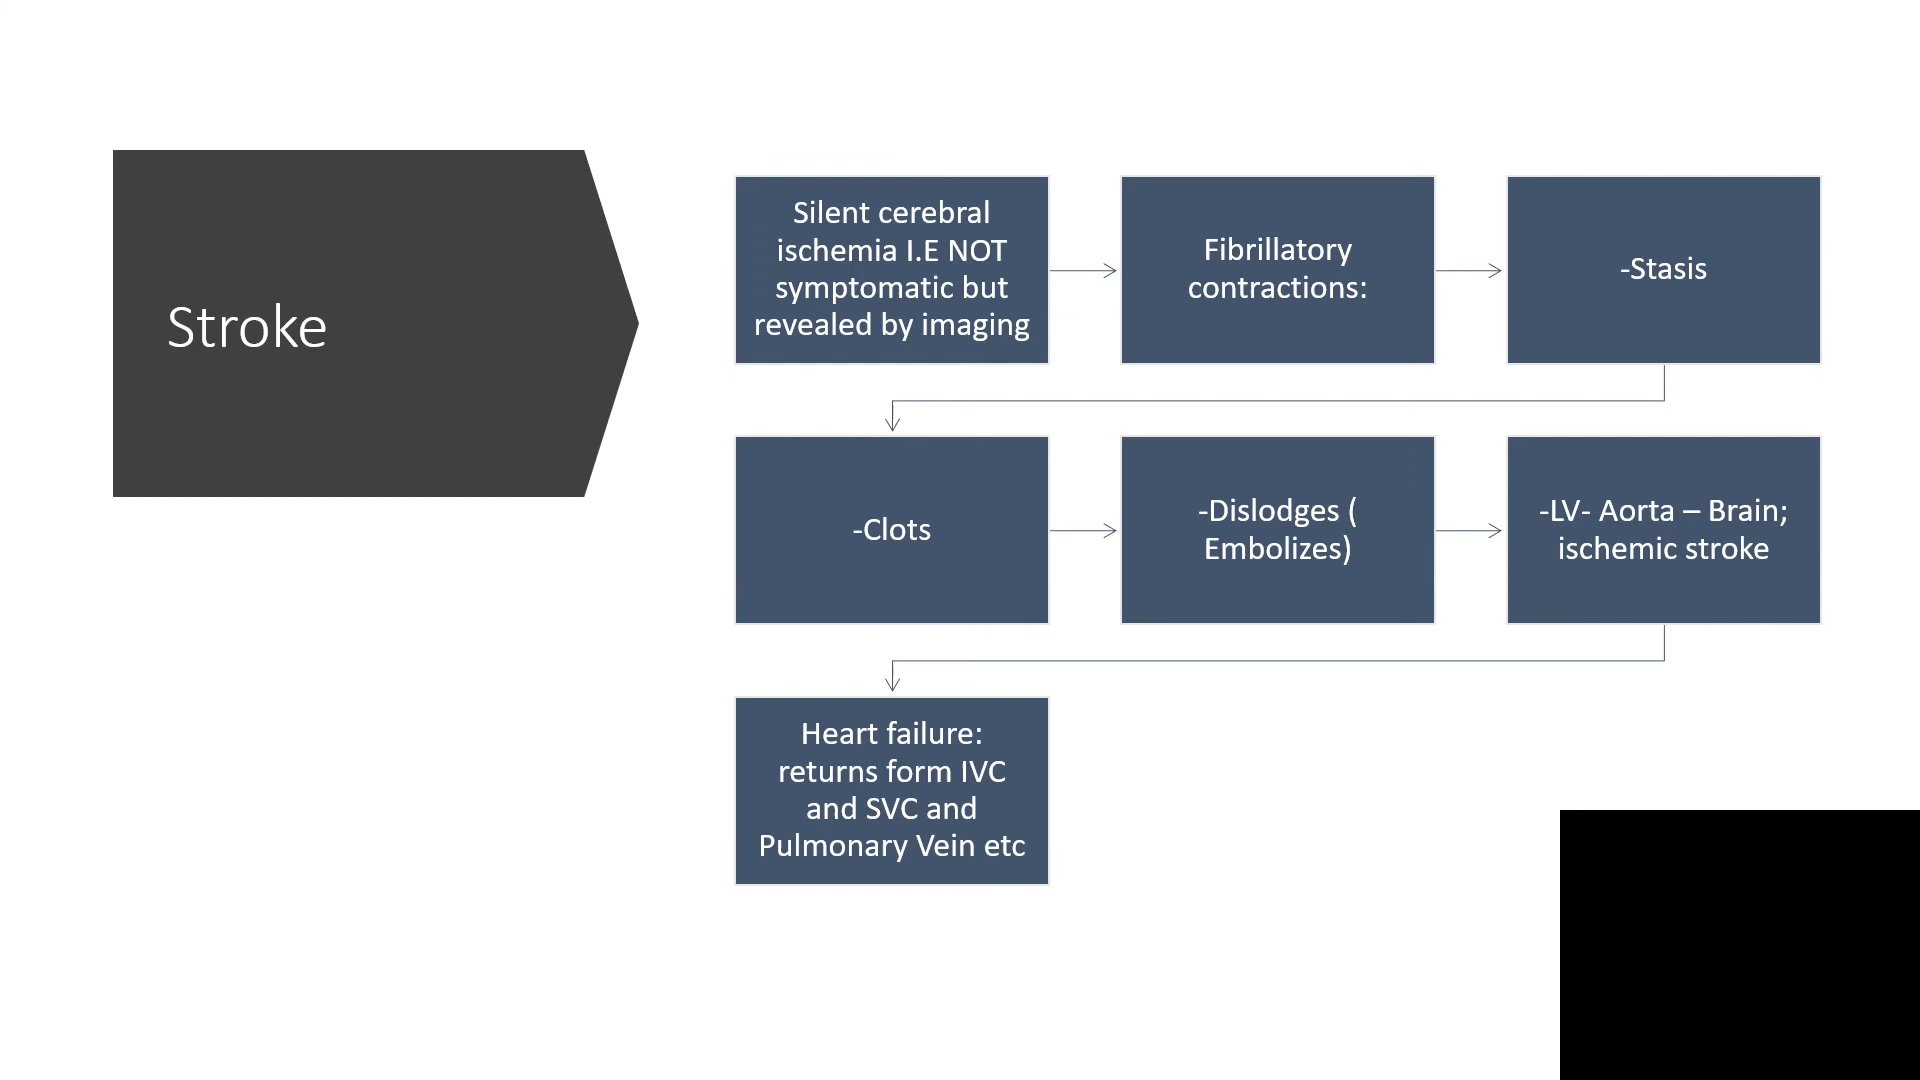 Stroke
Silent cerebral
ischemia I.E NOT
symptomatic but
revealed by imaging
Fibrillatory
contractions:
-Stasis
-Clots
-Dislodges (
Embolizes)
-LV- Aorta – Brain;
ischemic stroke
Heart failure:
returns form IVC
and SVC and
Pulmonary Vein etc